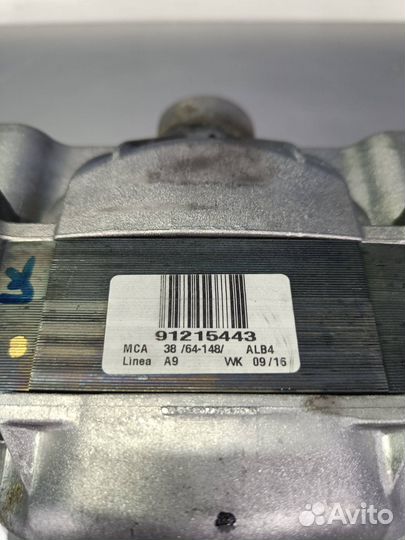 91215443
MCA 38 /64-148/ ALB4
Linea A9 WK 09/16
Avito